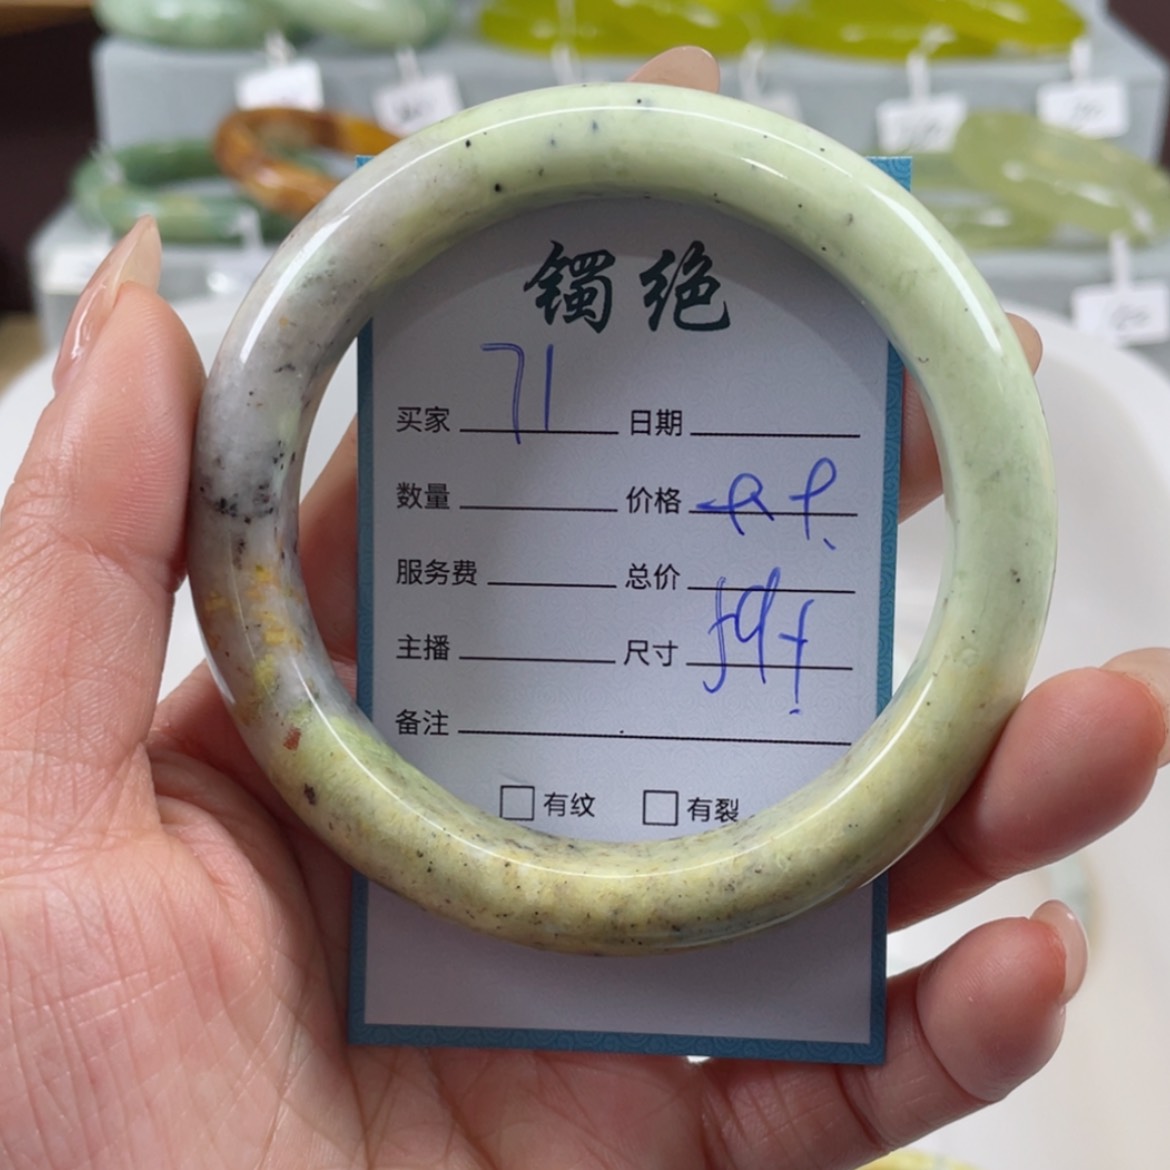 镯绝
买家 71 日期
数量 价格
服务费 总价
主播 尺寸
备注
有纹 有裂